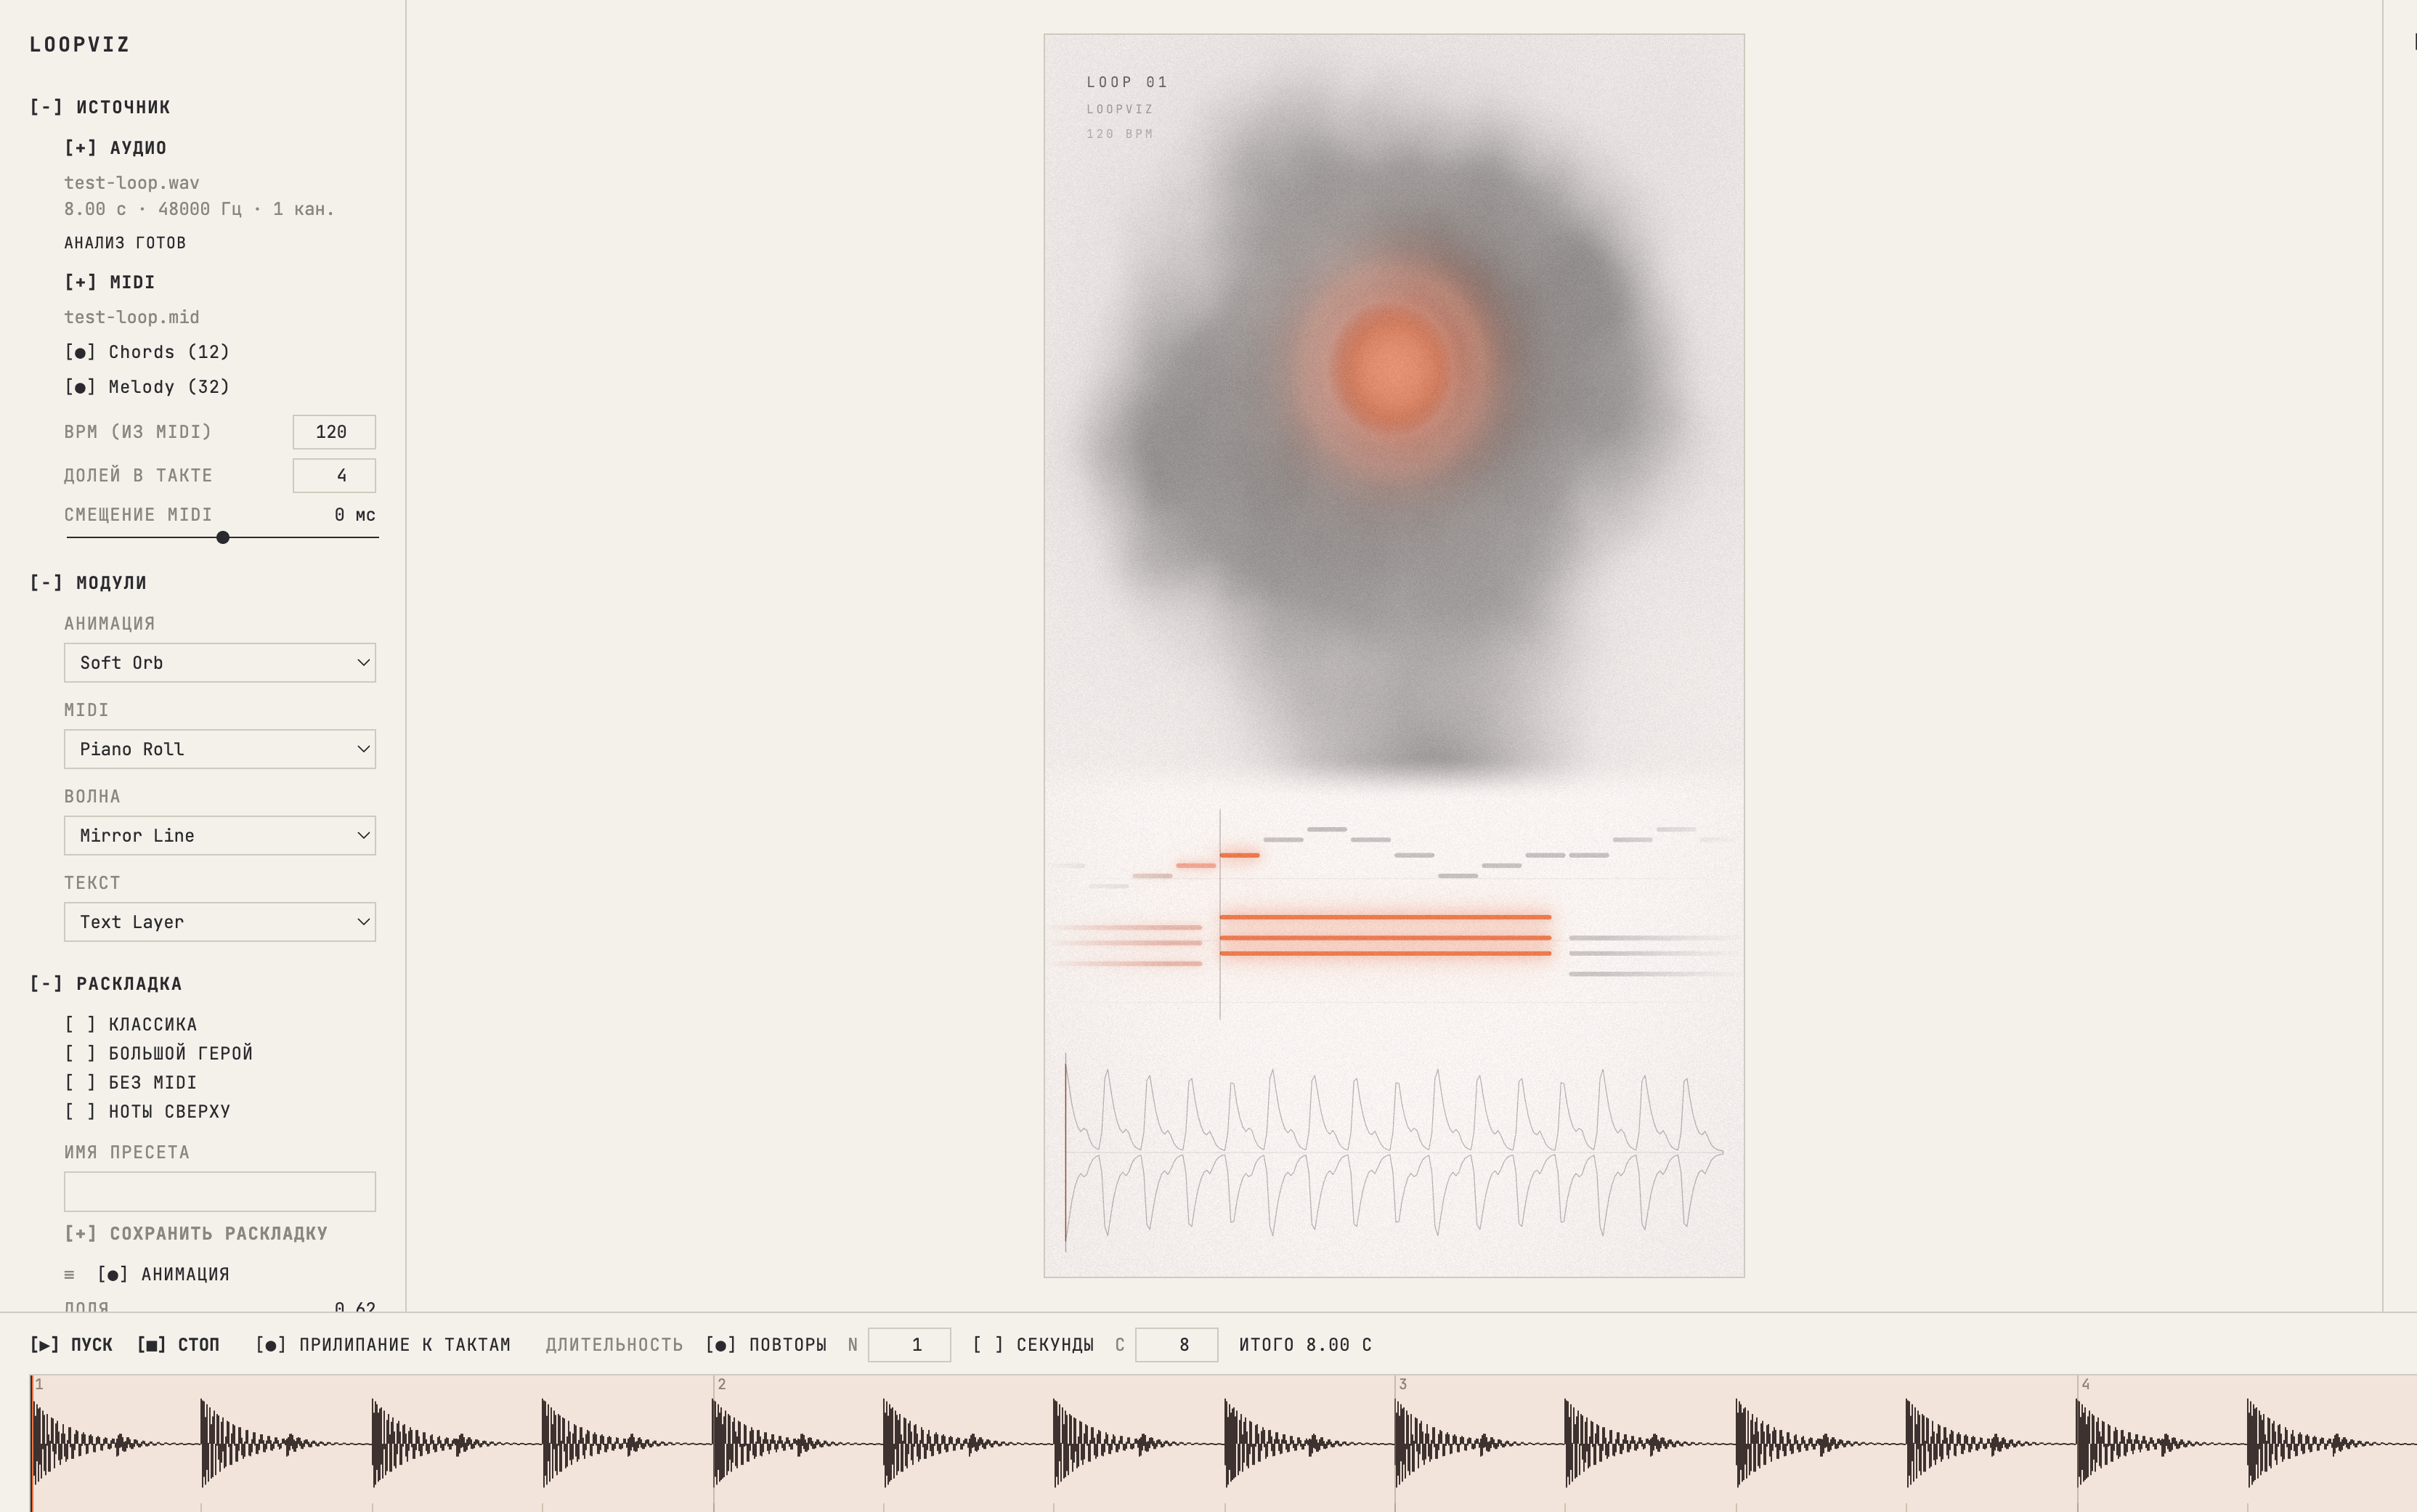 LOOPVIZ
[-] ИСТОЧНИК
[+] АУДИО
test-loop.wav
8.00 с · 48000 Гц · 1 кан.
АНАЛИЗ ГОТОВ
[+] MIDI
test-loop.mid
[●] Chords (12)
[●] Melody (32)
BPM (ИЗ MIDI) 120
ДОЛЕЙ В ТАКТЕ 4
СМЕЩЕНИЕ MIDI 0 мс
[-] МОДУЛИ
АНИМАЦИЯ
Soft Orb
MIDI
Piano Roll
ВОЛНА
Mirror Line
ТЕКСТ
Text Layer
[-] РАСКЛАДКА
[ ] КЛАССИКА
[ ] БОЛЬШОЙ ГЕРОЙ
[ ] БЕЗ MIDI
[ ] НОТЫ СВЕРХУ
ИМЯ ПРЕСЕТА
[+] СОХРАНИТЬ РАСКЛАДКУ
≡ [●] АНИМАЦИЯ
ДОЛЯ 0.62
LOOP 01
LOOPVIZ
120 BPM
[▶] ПУСК [■] СТОП [●] ПРИЛИПАНИЕ К ТАКТАМ ДЛИТЕЛЬНОСТЬ [●] ПОВТОРЫ N 1 [ ] СЕКУНДЫ С 8 ИТОГО 8.00 С
1 2 3 4